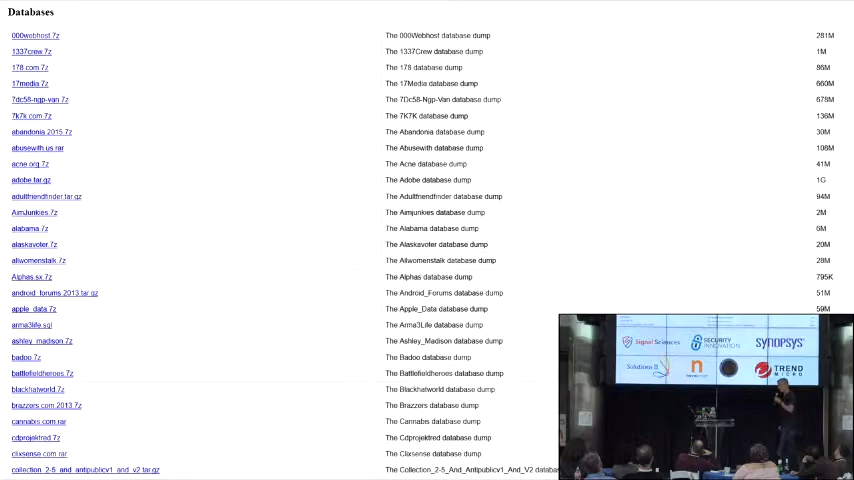 Databases
000webhost.7z The 000Webhost database dump 281M
1337crew.7z The 1337Crew database dump 1M
178.com.7z The 178 database dump 86M
17media.7z The 17Media database dump 660M
7dc58-ngp-van.7z The 7Dc58-Ngp-Van database dump 678M
7k7k.com.7z The 7K7K database dump 136M
abandonia.2015.7z The Abandonia database dump 30M
abusewith.us.rar The Abusewith database dump 108M
acne.org.7z The Acne database dump 41M
adobe.tar.gz The Adobe database dump 1G
adultfriendfinder.tar.gz The Adultfriendfinder database dump 94M
AimJunkies.7z The Aimjunkies database dump 2M
alabama.7z The Alabama database dump 6M
alaskavoter.7z The Alaskavoter database dump 20M
allwomenstalk.7z The Allwomenstalk database dump 28M
Alphas.sx.7z The Alphas database dump 795K
android_forums.2013.tar.gz The Android_Forums database dump 51M
apple_data.7z The Apple_Data database dump 59M
arma3life.sql The Arma3Life database dump
ashley_madison.7z The Ashley_Madison database dump
badoo.7z The Badoo database dump
battlefieldheroes.7z The Battlefieldheroes database dump
blackhatworld.7z The Blackhatworld database dump
brazzers.com.2013.7z The Brazzers database dump
cannabis.com.rar The Cannabis database dump
cdprojektred.7z The Cdprojektred database dump
clixsense.com.rar The Clixsense database dump
collection_2-5_and_antipublicv1_and_v2.tar.gz The Collection_2-5_And_Antipublicv1_And_V2 databas
Signal Sciences SECURITY INNOVATION SYNOPSYS
Solutions II TREND MICRO